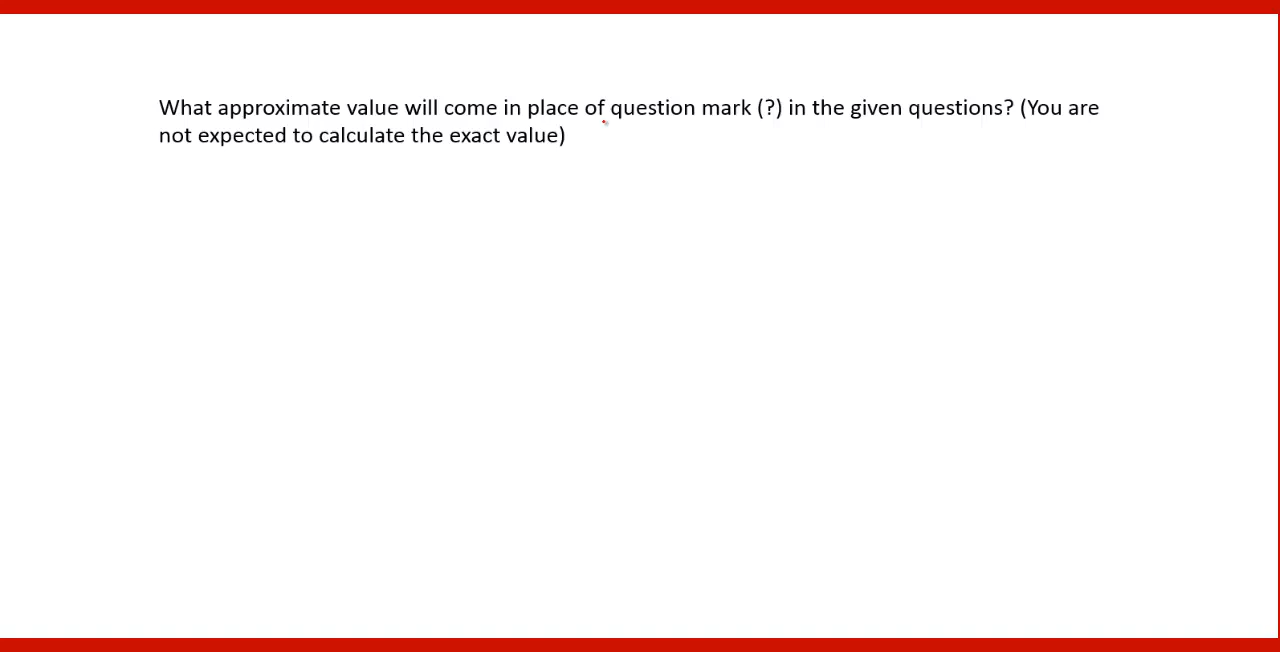 What approximate value will come in place of question mark (?) in the given questions? (You are
not expected to calculate the exact value)